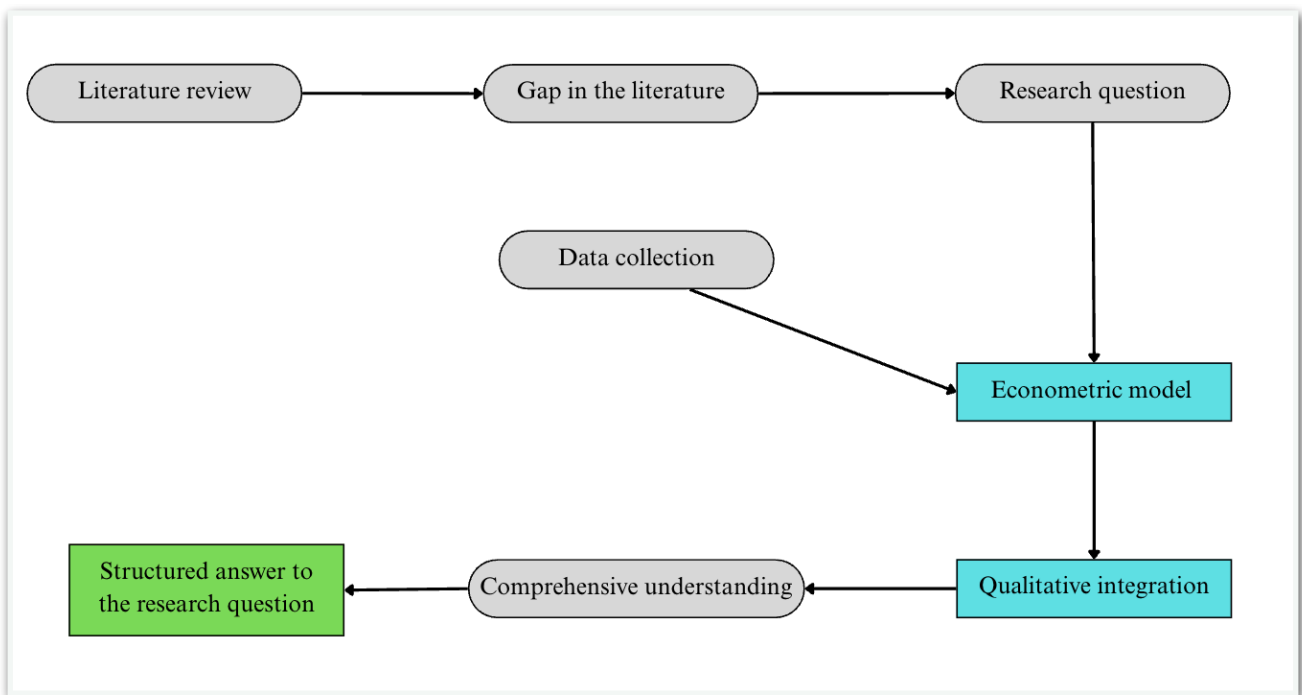 Literature review
Gap in the literature
Research question
Data collection
Econometric model
Structured answer to
the research question
Comprehensive understanding
Qualitative integration